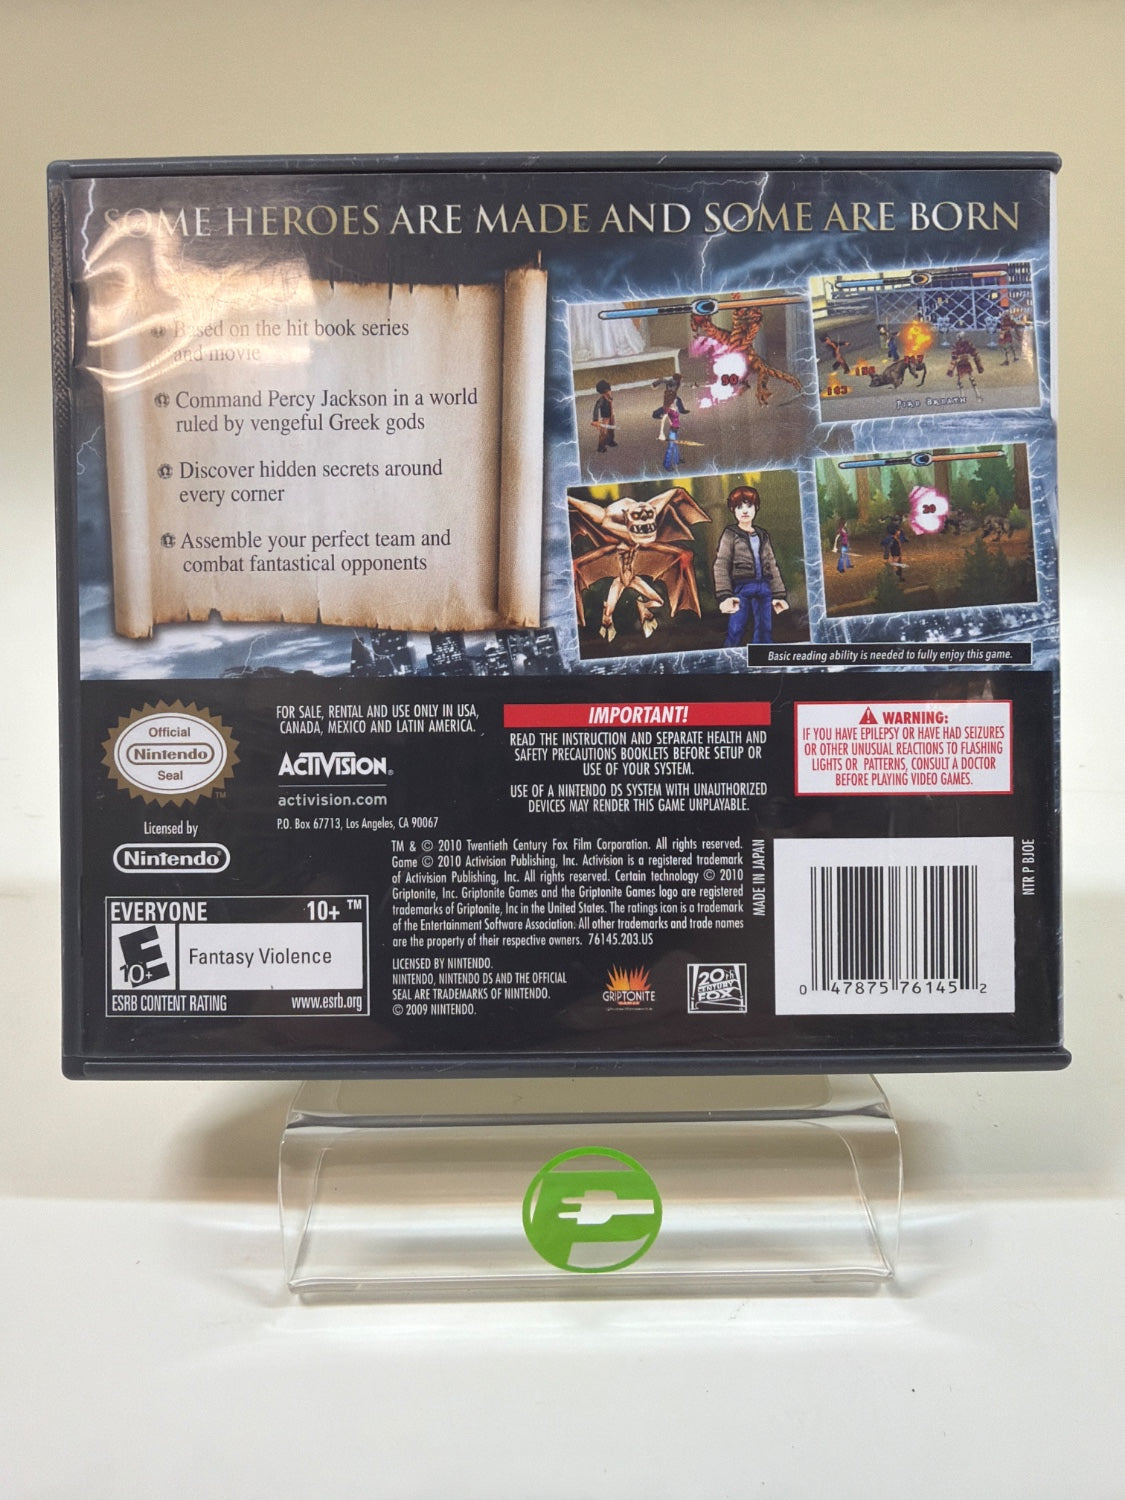 SOME HEROES ARE MADE AND SOME ARE BORN
Based on the hit book series
and movie
Command Percy Jackson in a world
ruled by vengeful Greek gods
Discover hidden secrets around
every corner
Assemble your perfect team and
combat fantastical opponents
90
163
156
FIRE BREATH
20
Basic reading ability is needed to fully enjoy this game.
Official
Nintendo
Seal
TM
Licensed by
Nintendo®
FOR SALE, RENTAL AND USE ONLY IN USA,
CANADA, MEXICO AND LATIN AMERICA.
ACTIVISION®
activision.com
P.O. Box 67713, Los Angeles, CA 90067
IMPORTANT!
READ THE INSTRUCTION AND SEPARATE HEALTH AND
SAFETY PRECAUTIONS BOOKLETS BEFORE SETUP OR
USE OF YOUR SYSTEM.
USE OF A NINTENDO DS SYSTEM WITH UNAUTHORIZED
DEVICES MAY RENDER THIS GAME UNPLAYABLE.
WARNING:
IF YOU HAVE EPILEPSY OR HAVE HAD SEIZURES
OR OTHER UNUSUAL REACTIONS TO FLASHING
LIGHTS OR PATTERNS, CONSULT A DOCTOR
BEFORE PLAYING VIDEO GAMES.
TM & © 2010 Twentieth Century Fox Film Corporation. All rights reserved.
Game © 2010 Activision Publishing, Inc. Activision is a registered trademark
of Activision Publishing, Inc. All rights reserved. Certain technology © 2010
Griptonite, Inc. Griptonite Games and the Griptonite Games logo are registered
trademarks of Griptonite, Inc in the United States. The ratings icon is a trademark
of the Entertainment Software Association. All other trademarks and trade names
are the property of their respective owners. 76145.203.US
LICENSED BY NINTENDO.
NINTENDO, NINTENDO DS AND THE OFFICIAL
SEAL ARE TRADEMARKS OF NINTENDO.
© 2009 NINTENDO.
EVERYONE 10+ ™
E
10+
Fantasy Violence
ESRB CONTENT RATING www.esrb.org
GRIPTONITE
GAMES
20th
CENTURY
FOX
MADE IN JAPAN
NTR P BJOE
0 47875 76145 2